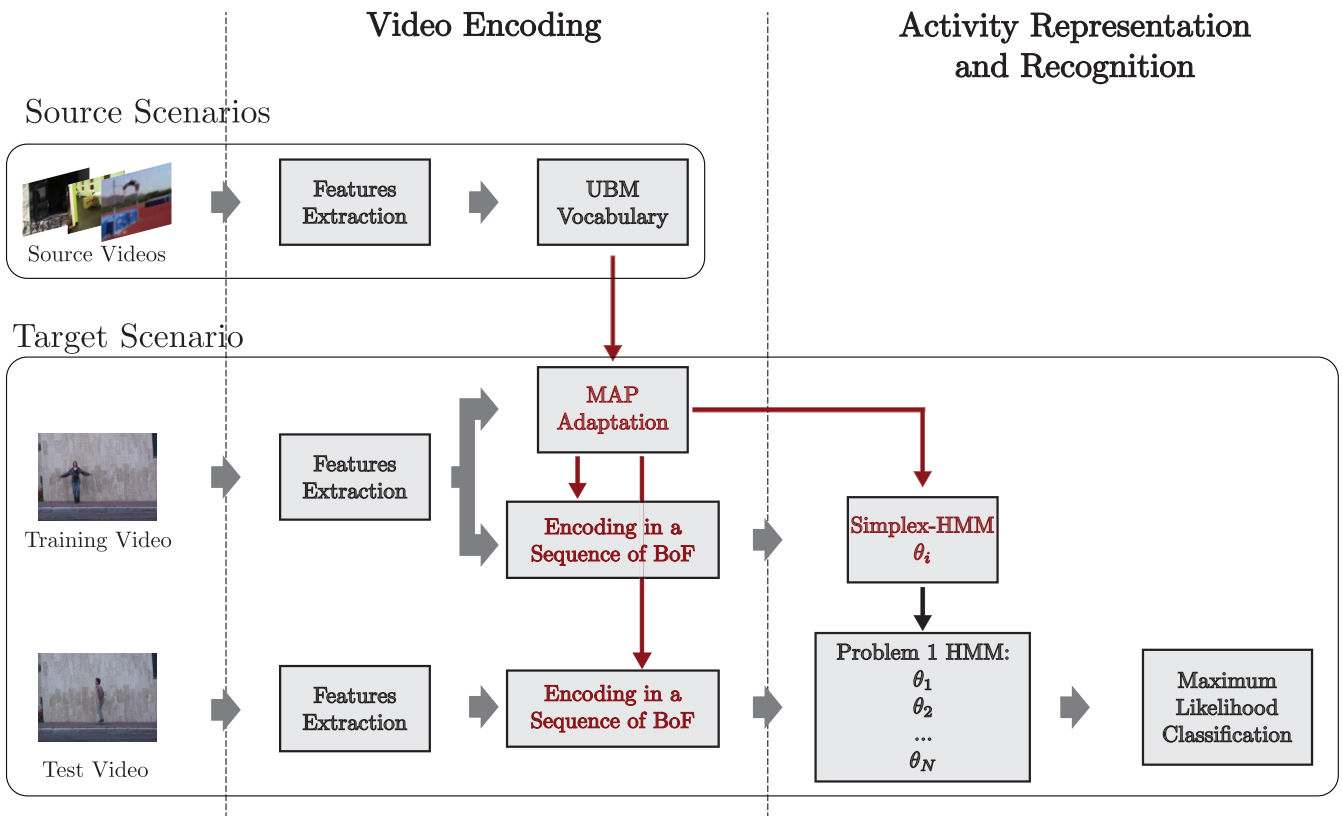 Video Encoding
Activity Representation
and Recognition
Source Scenarios
Source Videos
Features
Extraction
UBM
Vocabulary
Target Scenario
MAP
Adaptation
Features
Extraction
Training Video
Encoding in a
Sequence of BoF
Simplex-HMM
θi
Test Video
Features
Extraction
Encoding in a
Sequence of BoF
Problem 1 HMM:
θ1
θ2
...
θN
Maximum
Likelihood
Classification